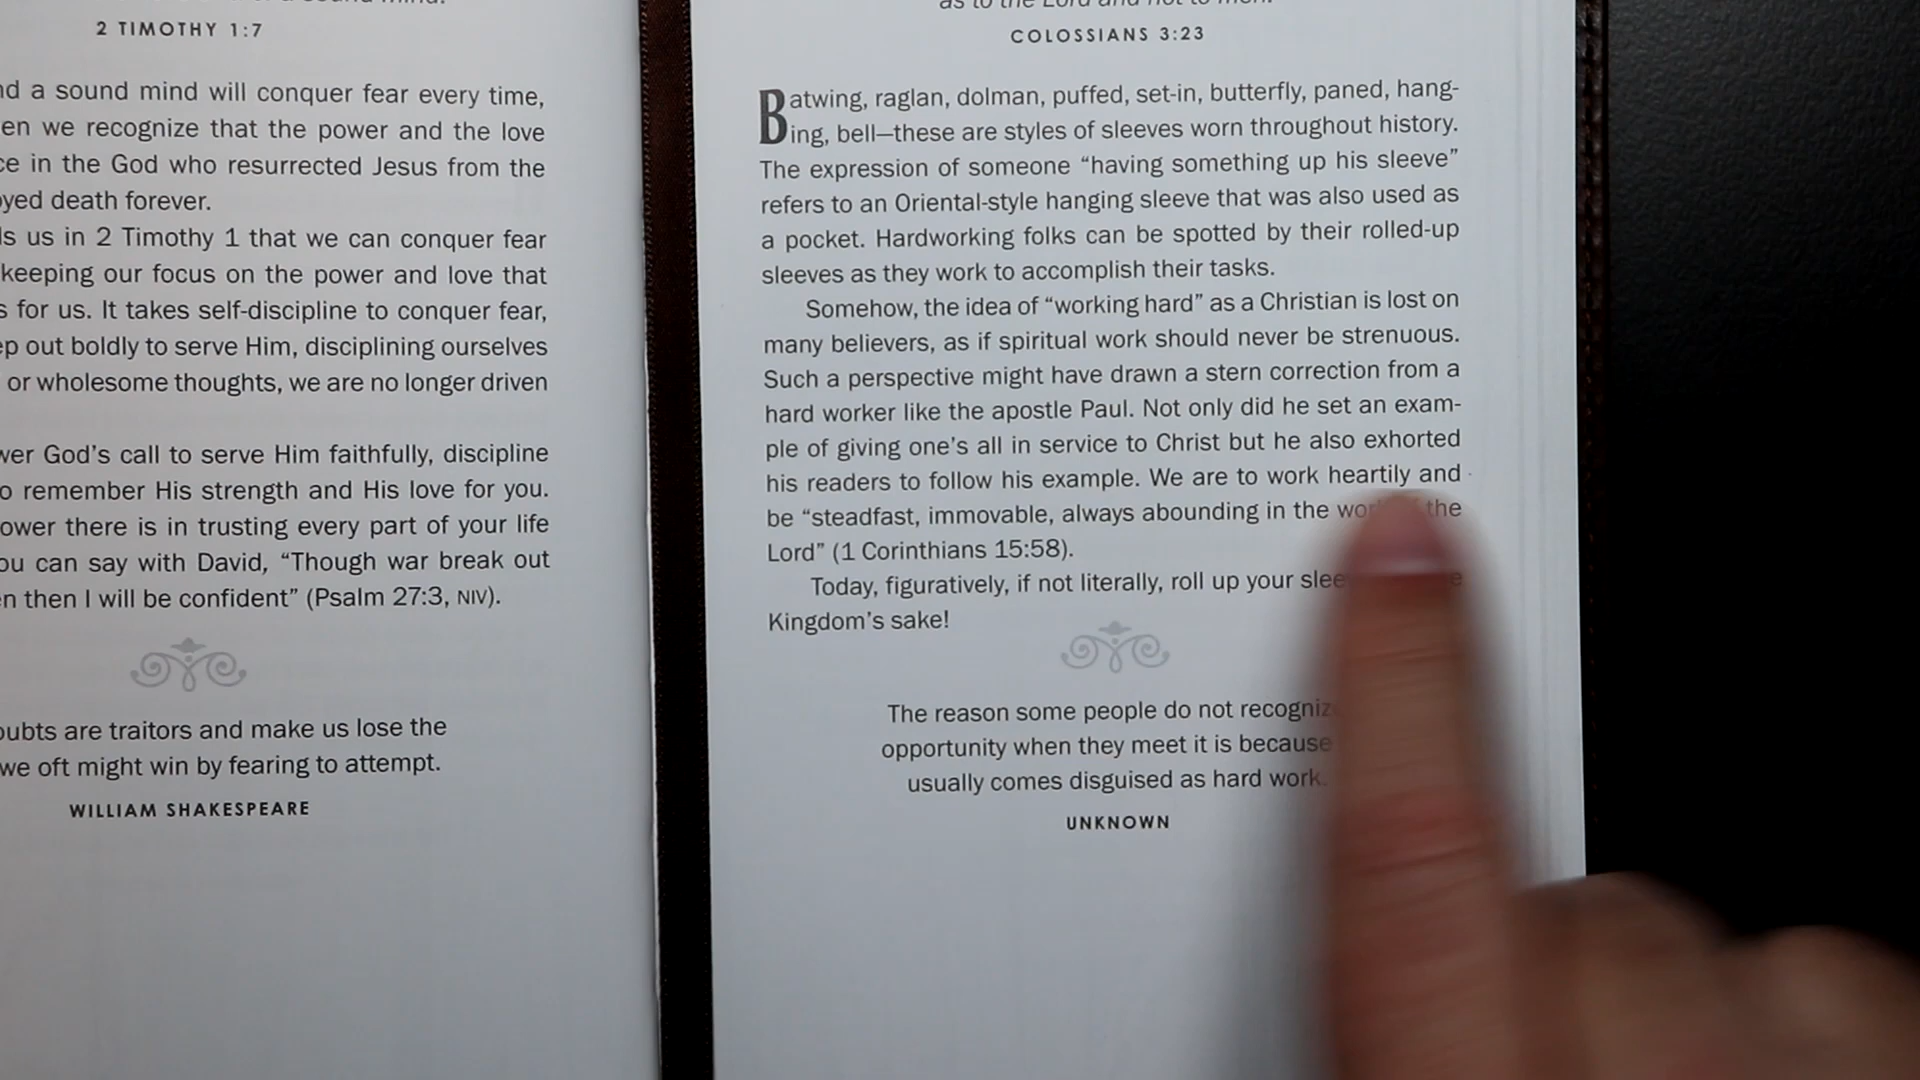 2 TIMOTHY 1:7
a sound mind will conquer fear every time,
we recognize that the power and the love
in the God who resurrected Jesus from the
death forever.
us in 2 Timothy 1 that we can conquer fear
keeping our focus on the power and love that
for us. It takes self-discipline to conquer fear,
out boldly to serve Him, disciplining ourselves
or wholesome thoughts, we are no longer driven
God's call to serve Him faithfully, discipline
remember His strength and His love for you.
there is in trusting every part of your life
can say with David, “Though war break out
then I will be confident” (Psalm 27:3, NIV).
are traitors and make us lose the
we oft might win by fearing to attempt.
WILLIAM SHAKESPEARE
as to the Lord and not to men.
COLOSSIANS 3:23
Batwing, raglan, dolman, puffed, set-in, butterfly, paned, hang-
ing, bell—these are styles of sleeves worn throughout history.
The expression of someone “having something up his sleeve”
refers to an Oriental-style hanging sleeve that was also used as
a pocket. Hardworking folks can be spotted by their rolled-up
sleeves as they work to accomplish their tasks.
Somehow, the idea of “working hard” as a Christian is lost on
many believers, as if spiritual work should never be strenuous.
Such a perspective might have drawn a stern correction from a
hard worker like the apostle Paul. Not only did he set an exam-
ple of giving one's all in service to Christ but he also exhorted
his readers to follow his example. We are to work heartily and
be “steadfast, immovable, always abounding in the the
Lord” (1 Corinthians 15:58).
Today, figuratively, if not literally, roll up your
Kingdom's sake!
The reason some people do not
opportunity when they meet it is because
usually comes disguised as hard work.
UNKNOWN